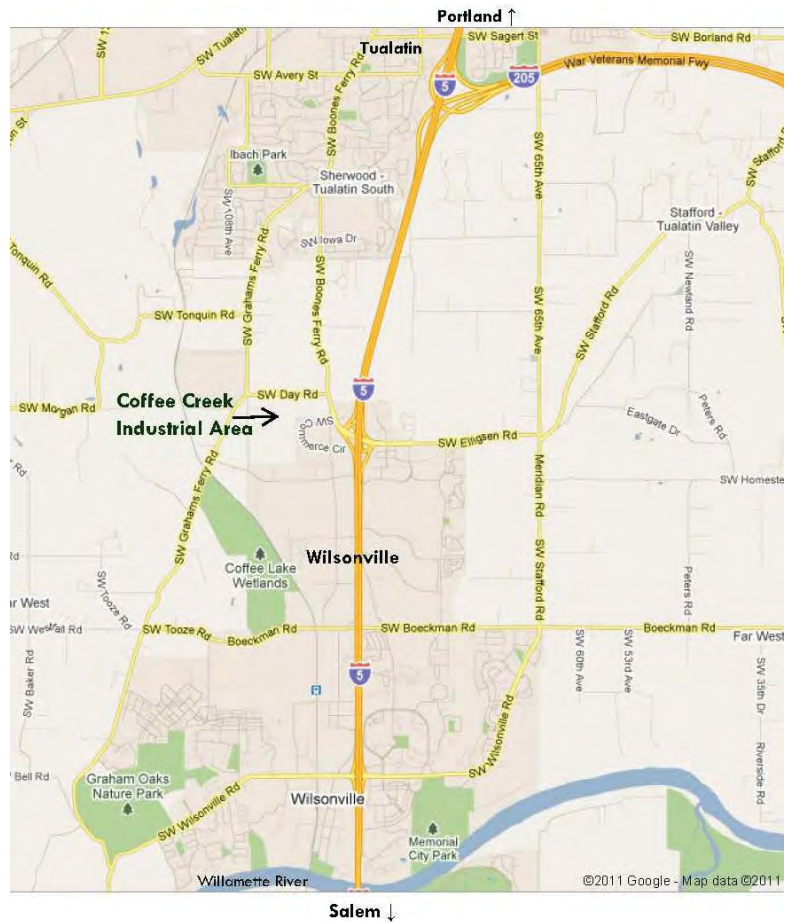 Portland ↑
SW Sagert St
SW Borland Rd
SW Tualatin
Tualatin
SW Avery St
5
205
War Veterans Memorial Fwy
SW Boones Ferry Rd
Ibach Park
SW 108th Ave
Sherwood -
Tualatin South
SW 65th Ave
SW Stafford
Stafford -
Tualatin Valley
SW Iowa Dr
SW Grahams Ferry Rd
SW Boones Ferry Rd
Tonquin Rd
SW Tonquin Rd
SW 65th Ave
SW Stafford Rd
SW Newland Rd
SW Day Rd
5
SW Morgan Rd
Coffee Creek
Industrial Area
SW Co
mmerce Cir
SW Elligsen Rd
Eastgate Dr
Peters Rd
Meridian Rd
SW Homeste
SW Grahams Ferry Rd
Wilsonville
Coffee Lake
Wetlands
SW Stafford Rd
SW Tooze Rd
Peters Rd
SW Tooze Rd
Boeckman Rd
SW Boeckman Rd
Boeckman Rd
Far West
SW Baker Rd
5
SW 60th Ave
SW 53rd Ave
SW 35th Dr
SW Wilsonville Rd
Riverside Rd
Bell Rd
Graham Oaks
Nature Park
SW Wilsonville Rd
Wilsonville
Memorial
City Park
Willamette River
©2011 Google - Map data ©2011
Salem ↓